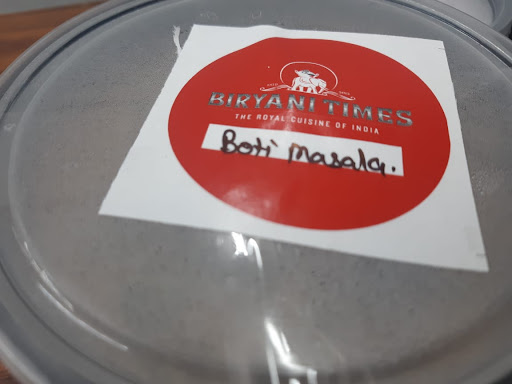 BIRYANI TIMES
THE ROYAL CUISINE OF INDIA
Boti Masala.